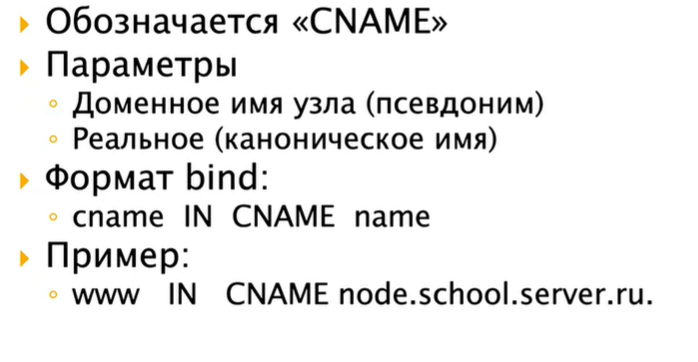 Обозначается «CNAME»
Параметры
Доменное имя узла (псевдоним)
Реальное (каноническое имя)
Формат bind:
cname IN CNAME name
Пример:
www IN CNAME node.school.server.ru.